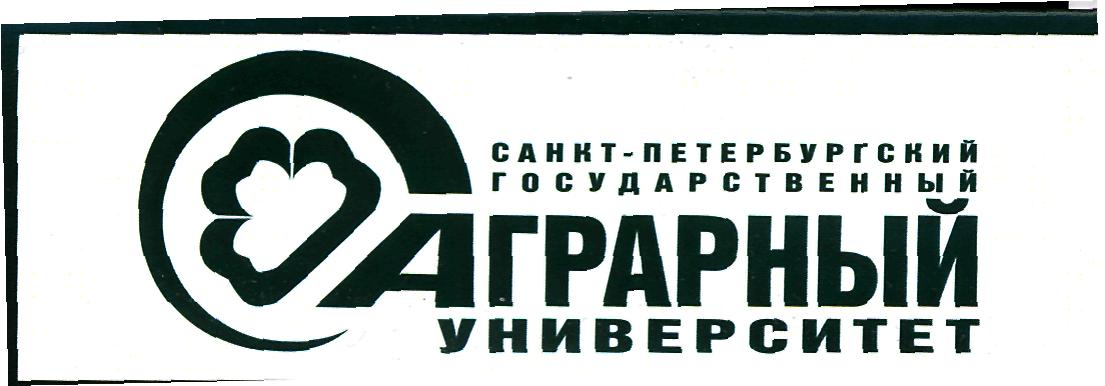 САНКТ-ПЕТЕРБУРГСКИЙ
ГОСУДАРСТВЕННЫЙ
АГРАРНЫЙ
УНИВЕРСИТЕТ